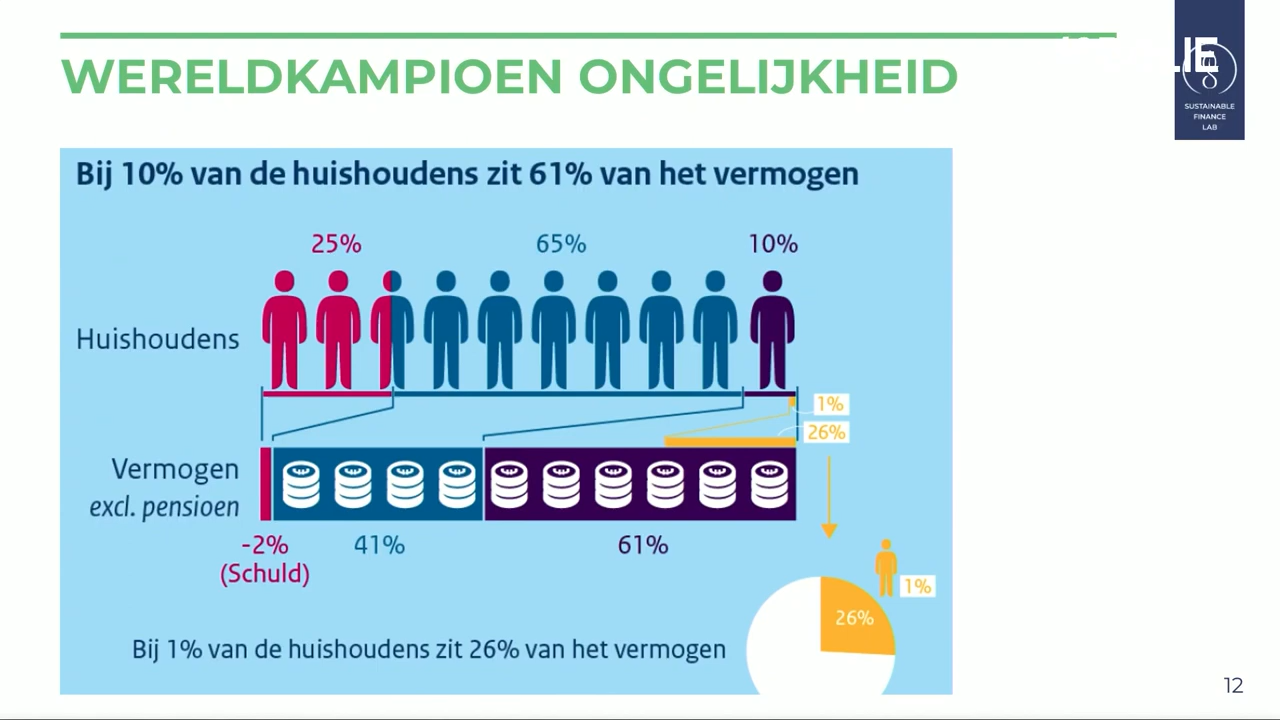 WERELDKAMPIOEN ONGELIJKHEID
SUSTAINABLE
FINANCE
LAB
Bij 10% van de huishoudens zit 61% van het vermogen
25%
65%
10%
Huishoudens
1%
26%
Vermogen
excl. pensioen
-2%
(Schuld)
41%
61%
1%
26%
Bij 1% van de huishoudens zit 26% van het vermogen
12